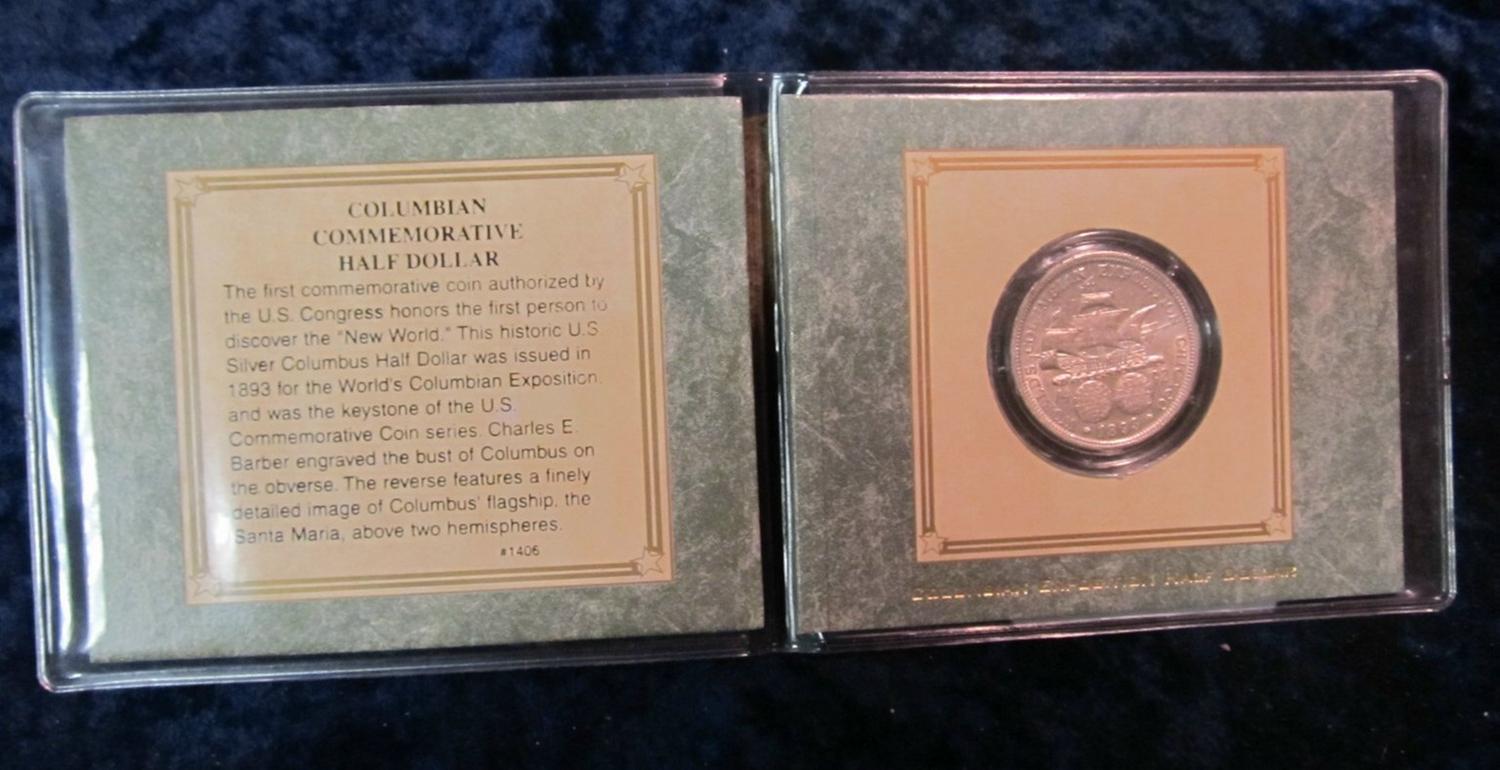 COLUMBIAN
COMMEMORATIVE
HALF DOLLAR
The first commemorative coin authorized by
the U.S. Congress honors the first person to
discover the "New World." This historic U.S.
Silver Columbus Half Dollar was issued in
1893 for the World's Columbian Exposition.
and was the keystone of the U.S.
Commemorative Coin series. Charles E.
Barber engraved the bust of Columbus on
the obverse. The reverse features a finely
detailed image of Columbus' flagship, the
Santa Maria, above two hemispheres.
#1406
COLUMBIAN EXPEDITION HALF DOLLAR